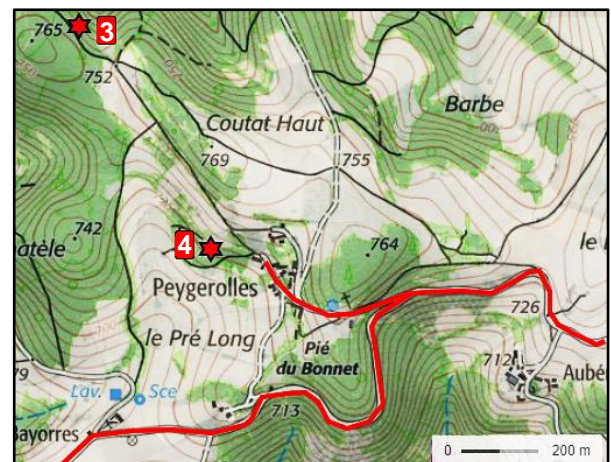 765
3
752
Coutat Haut
Barbe
769
755
742
4
764
atèle
Peygerolles
le Pré Long
Pié
du Bonnet
726
712
Aubé
79
Lav.
Sce
713
Bayorres
0
200 m